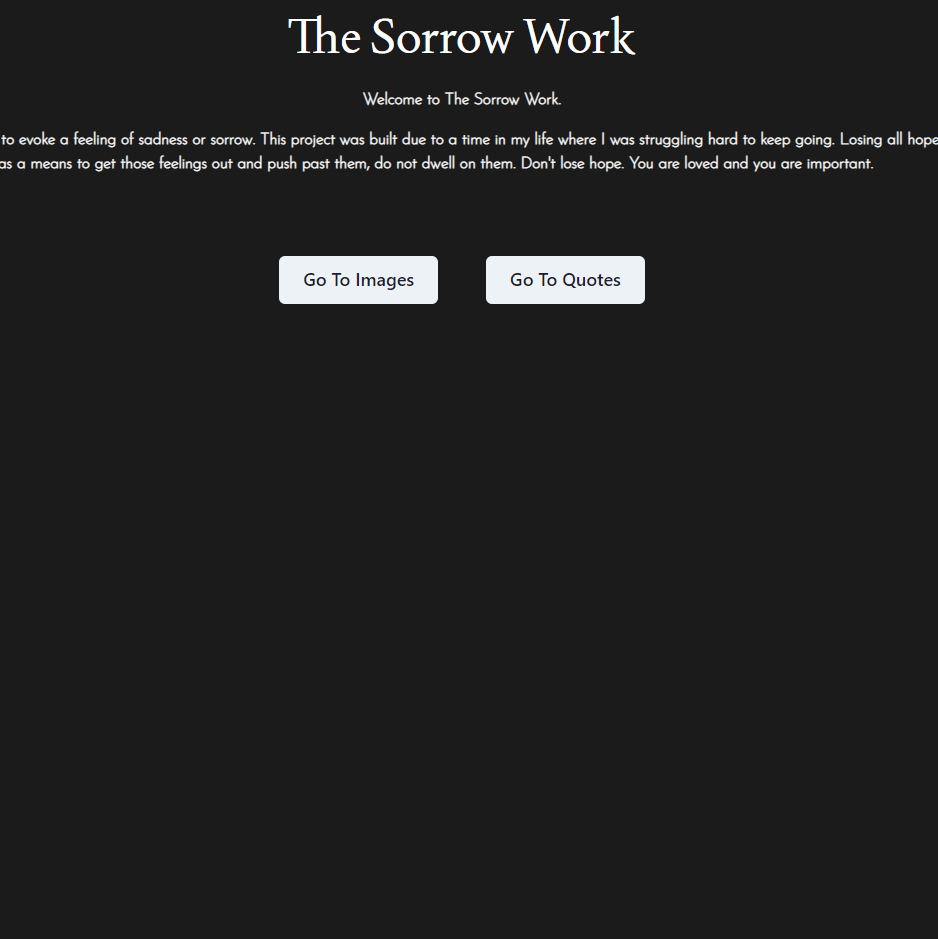 The Sorrow Work
Welcome to The Sorrow Work.
to evoke a feeling of sadness or sorrow. This project was built due to a time in my life where I was struggling hard to keep going. Losing all hope
as a means to get those feelings out and push past them, do not dwell on them. Don't lose hope. You are loved and you are important.
Go To Images
Go To Quotes